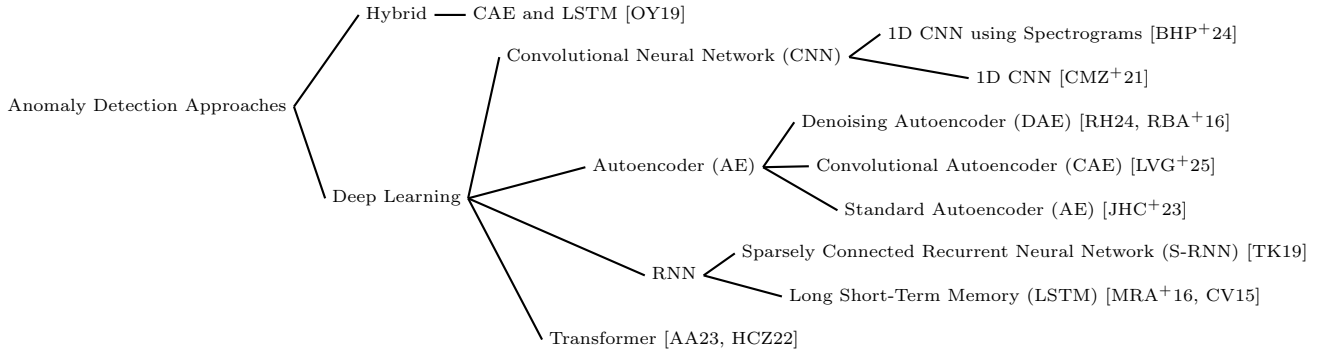 Hybrid
CAE and LSTM [OY19]
1D CNN using Spectrograms [BHP+24]
Convolutional Neural Network (CNN)
1D CNN [CMZ+21]
Anomaly Detection Approaches
Denoising Autoencoder (DAE) [RH24, RBA+16]
Autoencoder (AE)
Convolutional Autoencoder (CAE) [LVG+25]
Deep Learning
Standard Autoencoder (AE) [JHC+23]
Sparsely Connected Recurrent Neural Network (S-RNN) [TK19]
RNN
Long Short-Term Memory (LSTM) [MRA+16, CV15]
Transformer [AA23, HCZ22]